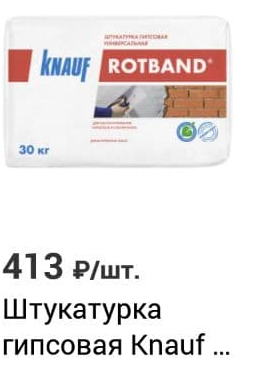 ШТУКАТУРКА ГИПСОВАЯ
УНИВЕРСАЛЬНАЯ
KNAUF ROTBAND®
30 кг
413 ₽/шт.
Штукатурка
гипсовая Knauf ...